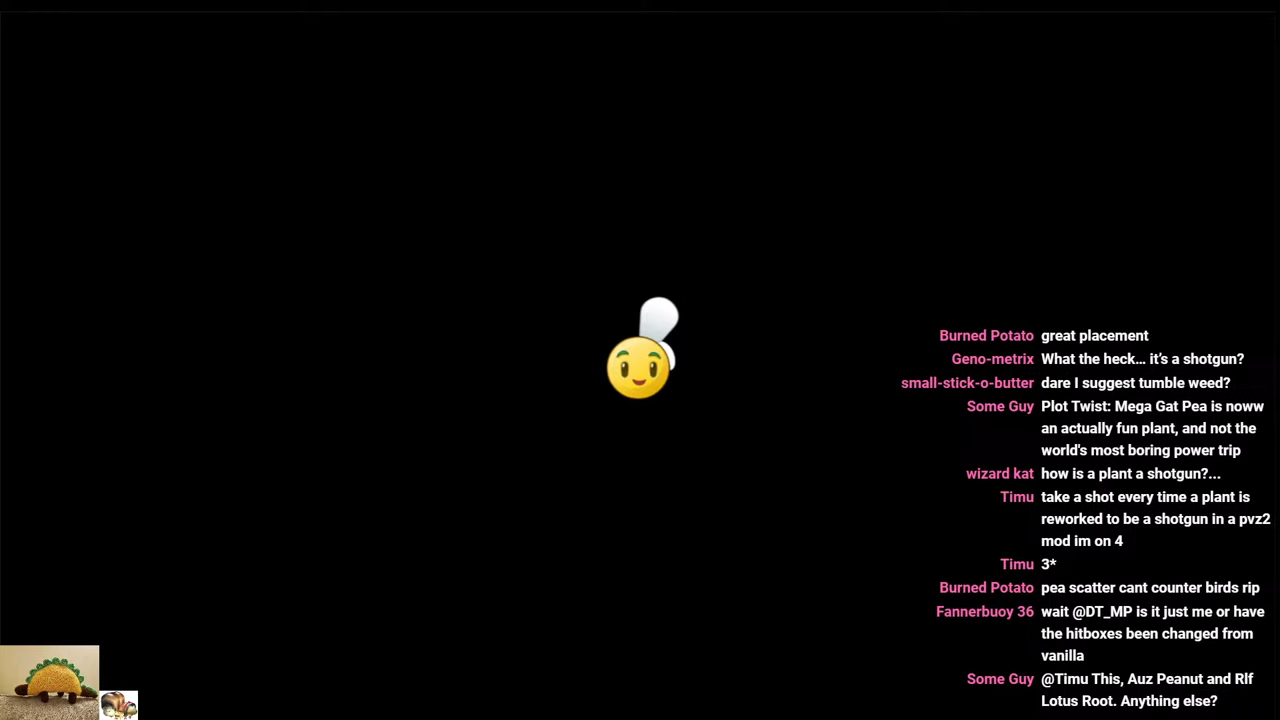 Burned Potato great placement
Geno-metrix What the heck… it’s a shotgun?
small-stick-o-butter dare I suggest tumble weed?
Some Guy Plot Twist: Mega Gat Pea is noww
an actually fun plant, and not the
world's most boring power trip
wizard kat how is a plant a shotgun?...
Timu take a shot every time a plant is
reworked to be a shotgun in a pvz2
mod im on 4
Timu 3*
Burned Potato pea scatter cant counter birds rip
Fannerbuoy 36 wait @DT_MP is it just me or have
the hitboxes been changed from
vanilla
Some Guy @Timu This, Auz Peanut and Rlf
Lotus Root. Anything else?